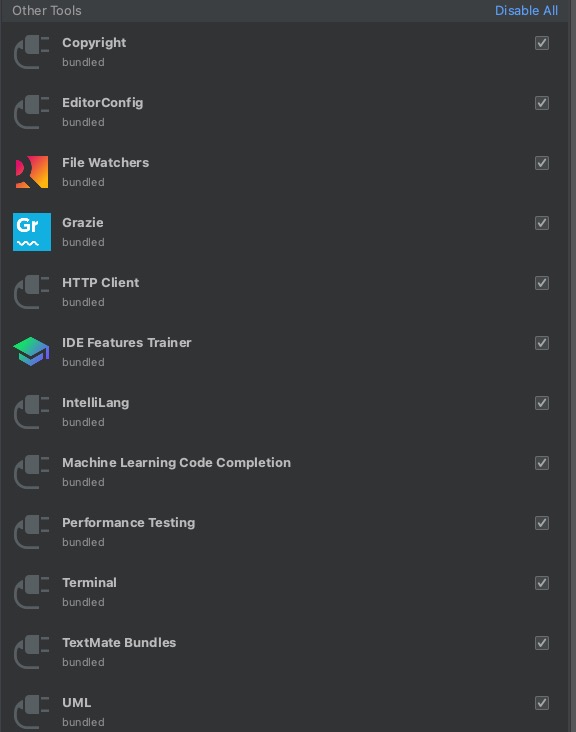 Other Tools Disable All
Copyright
bundled
EditorConfig
bundled
File Watchers
bundled
Gr
Grazie
bundled
HTTP Client
bundled
IDE Features Trainer
bundled
IntelliLang
bundled
Machine Learning Code Completion
bundled
Performance Testing
bundled
Terminal
bundled
TextMate Bundles
bundled
UML
bundled